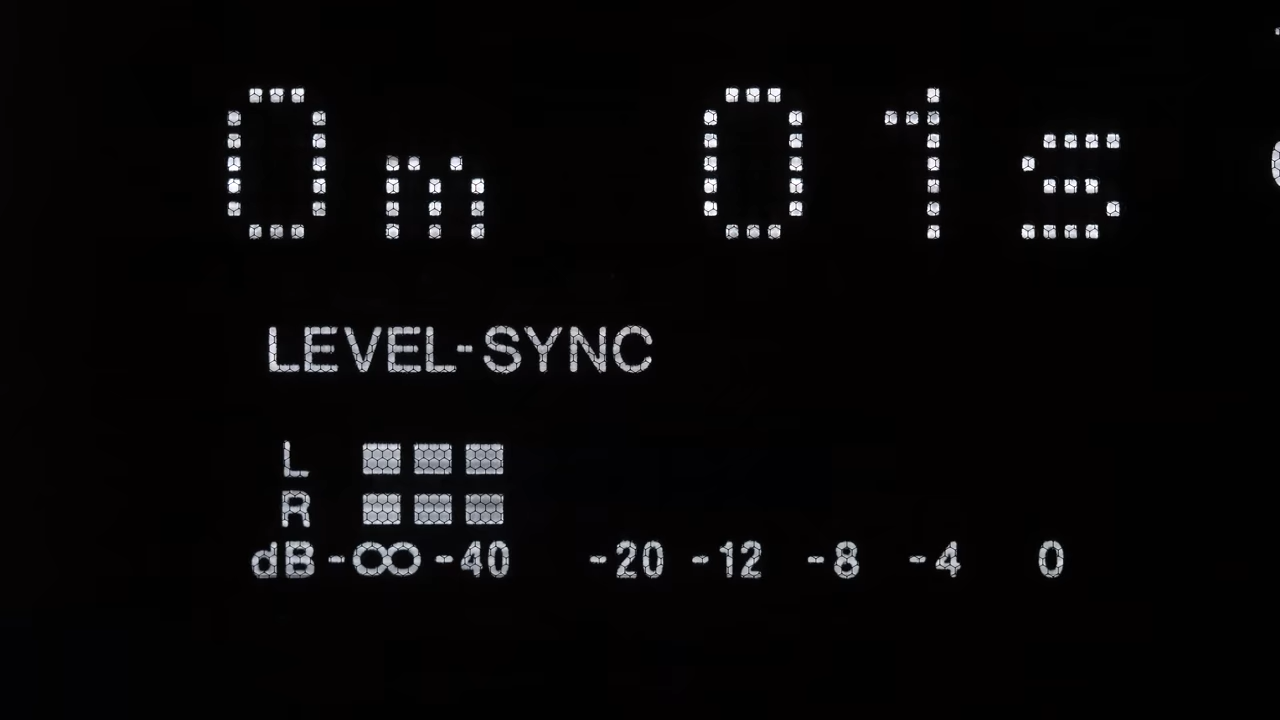 0m 01s
LEVEL-SYNC
L
R
dB -∞ -40 -20 -12 -8 -4 0